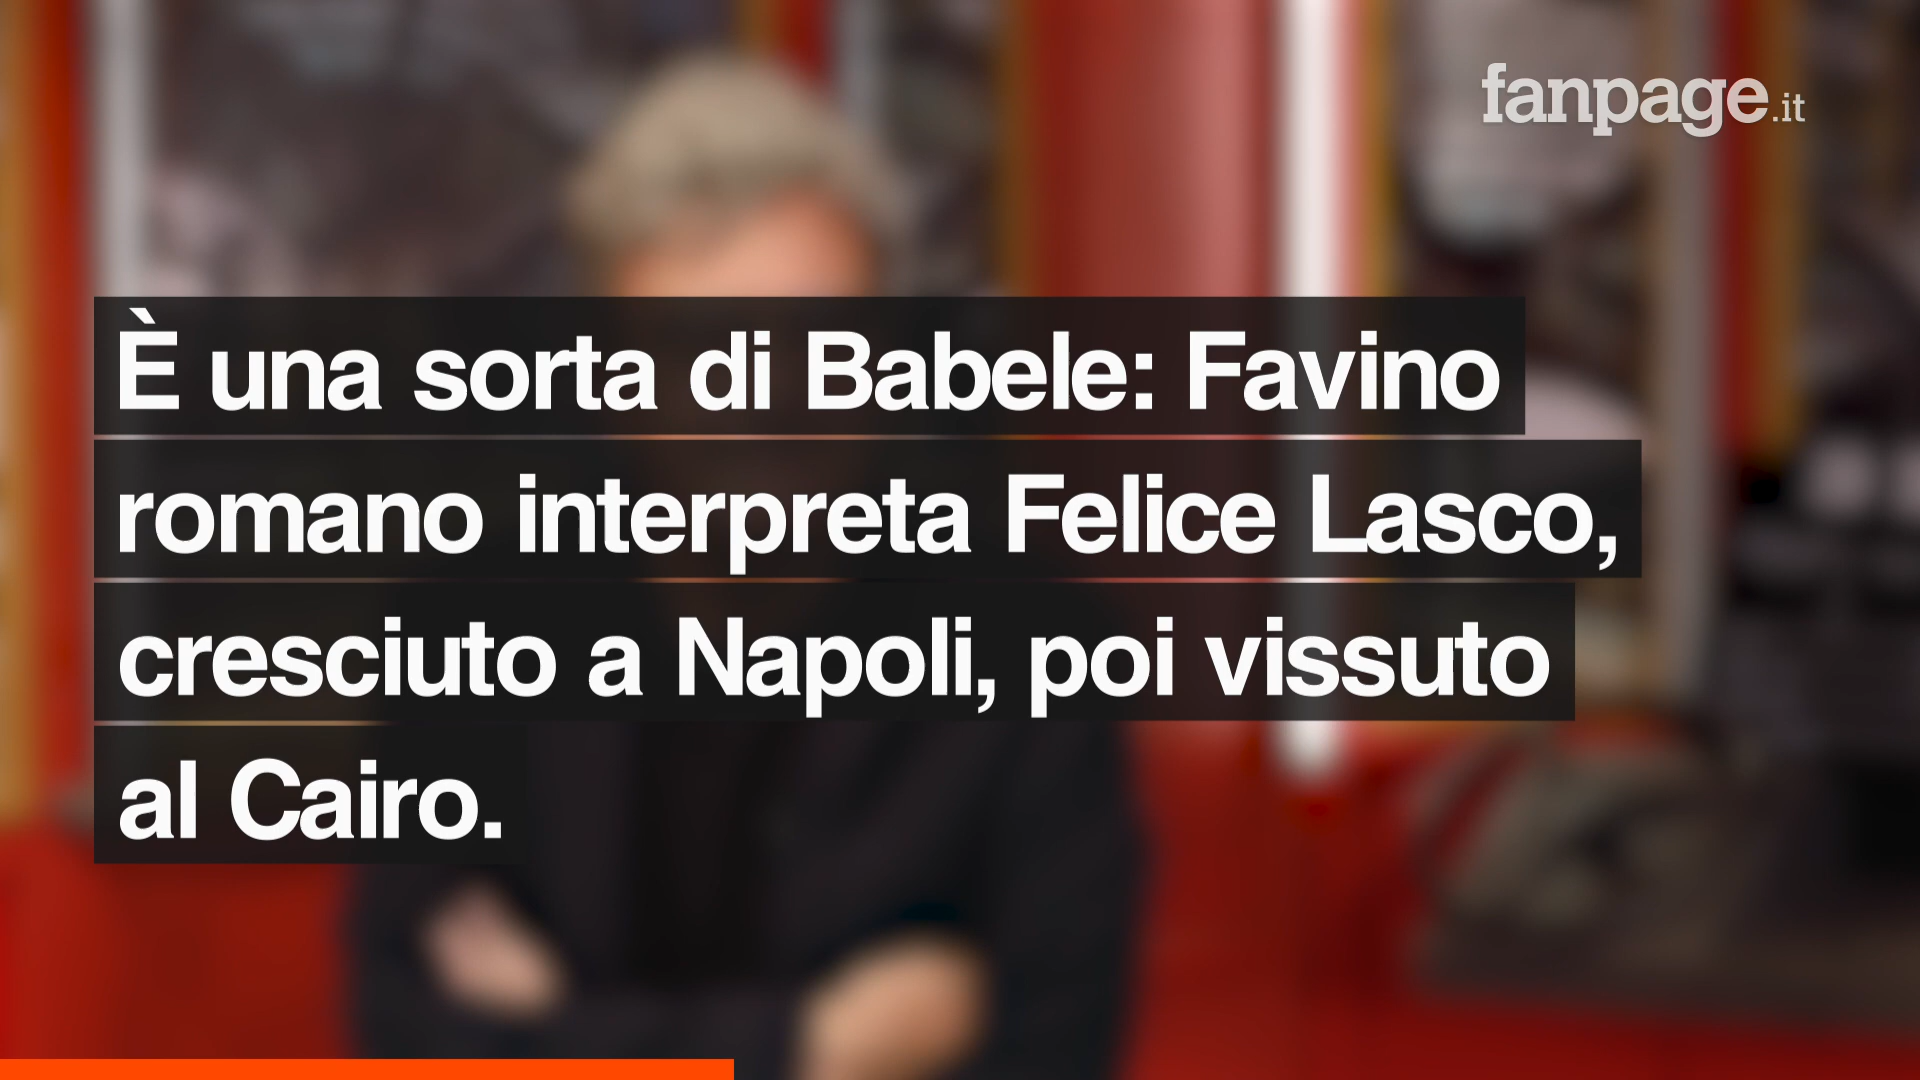 fanpage.it
È una sorta di Babele: Favino
romano interpreta Felice Lasco,
cresciuto a Napoli, poi vissuto
al Cairo.